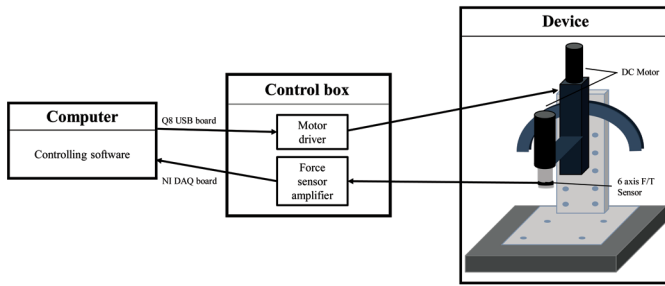 Computer
Controlling software
Q8 USB board
NI DAQ board
Control box
Motor
driver
Force
sensor
amplifier
Device
DC Motor
6 axis F/T
Sensor